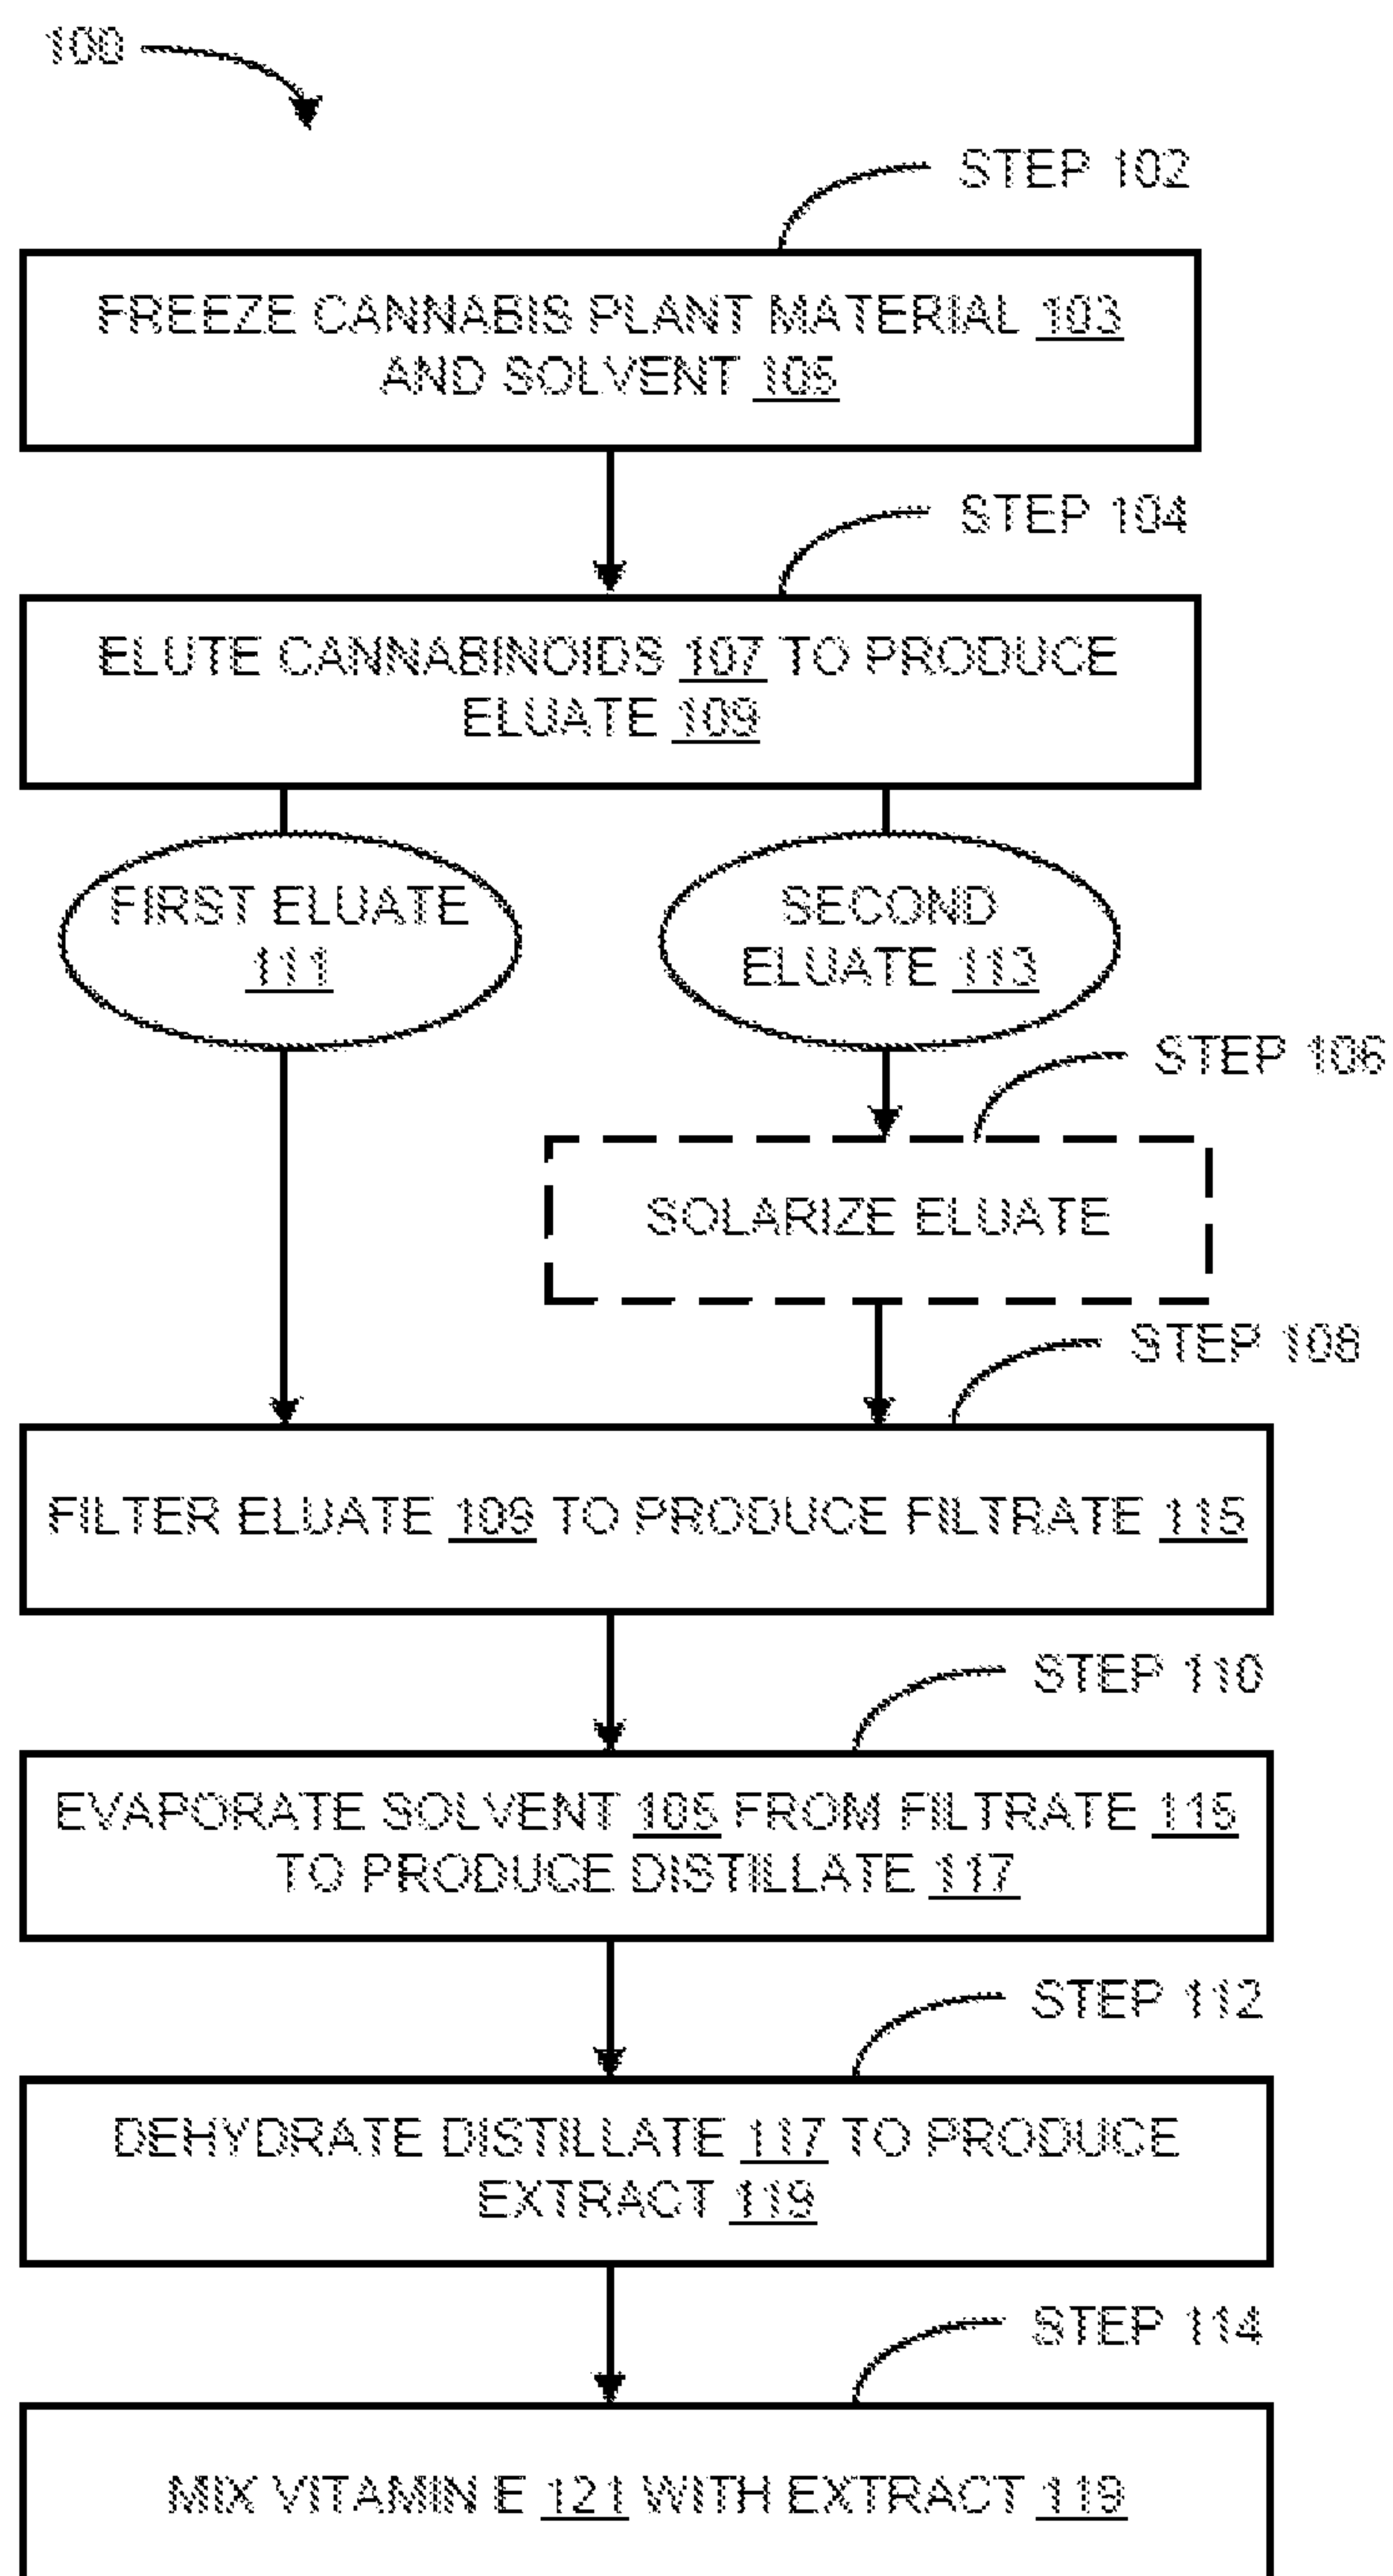 100
STEP 102
FREEZE CANNABIS PLANT MATERIAL 103
AND SOLVENT 105
STEP 104
ELUTE CANNABINOIDS 107 TO PRODUCE
ELUATE 109
FIRST ELUATE
111
SECOND
ELUATE 113
STEP 106
SOLARIZE ELUATE
STEP 108
FILTER ELUATE 109 TO PRODUCE FILTRATE 115
STEP 110
EVAPORATE SOLVENT 105 FROM FILTRATE 115
TO PRODUCE DISTILLATE 117
STEP 112
DEHYDRATE DISTILLATE 117 TO PRODUCE
EXTRACT 119
STEP 114
MIX VITAMIN E 121 WITH EXTRACT 119